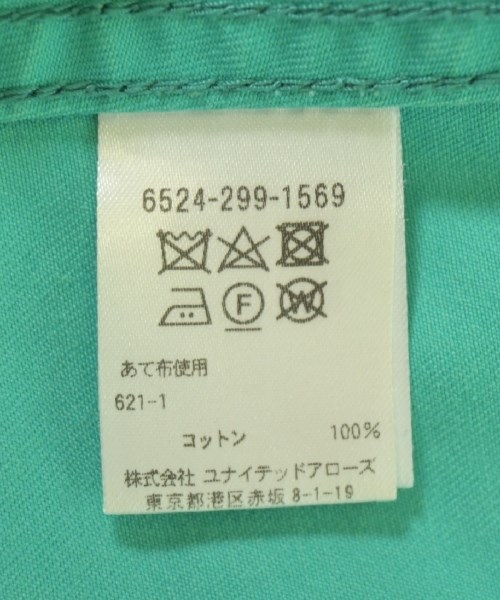 6524-299-1569
F W
あて布使用
621-1
コットン 100%
株式会社 ユナイテッドアローズ
東京都港区赤坂 8-1-19